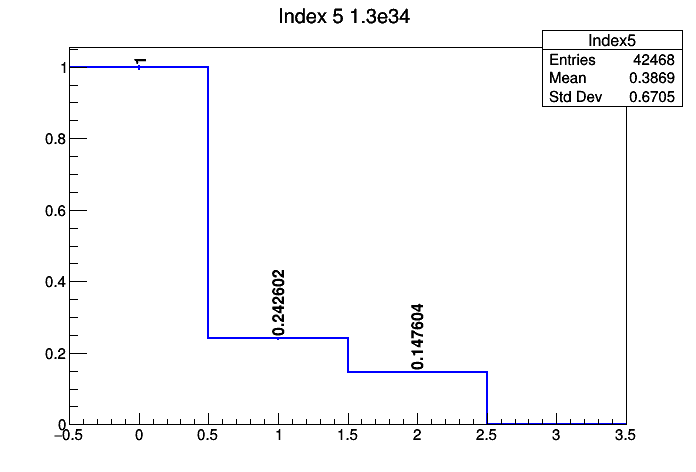 Index 5 1.3e34
Index5
Entries 42468
Mean 0.3869
Std Dev 0.6705
1
0.8
0.6
0.4
0.2
0
1
0.242602
0.147604
−0.5 0 0.5 1 1.5 2 2.5 3 3.5